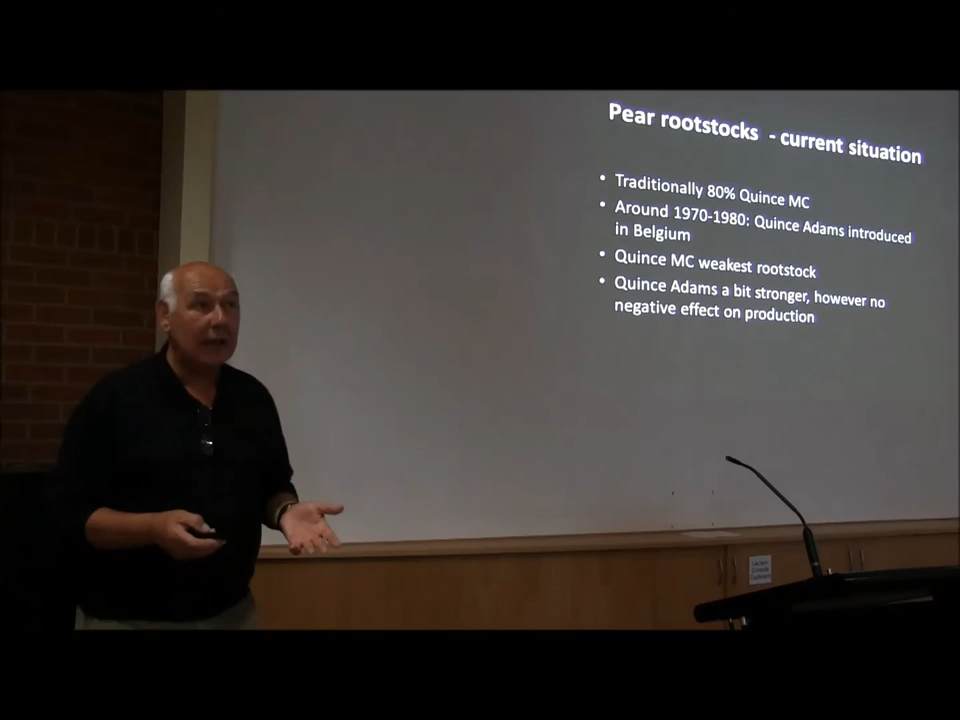 Pear rootstocks - current situation
• Traditionally 80% Quince MC
• Around 1970-1980: Quince Adams introduced
in Belgium
• Quince MC weakest rootstock
• Quince Adams a bit stronger, however no
negative effect on production